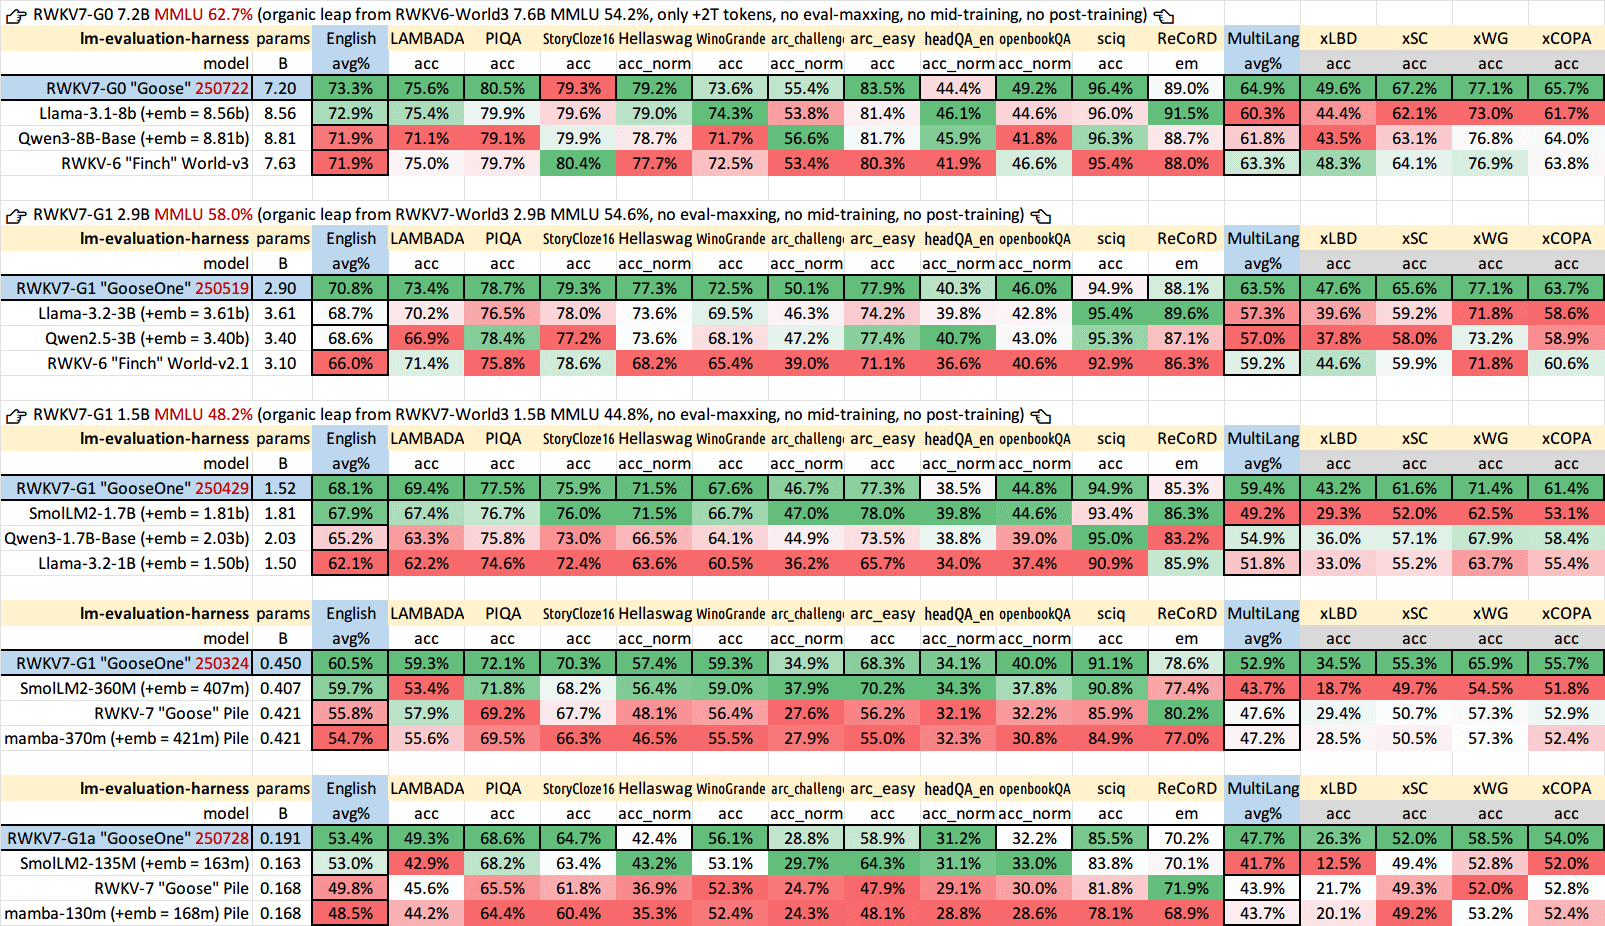 RWKV7-G0 7.2B MMLU 62.7% (organic leap from RWKV6-World3 7.6B MMLU 54.2%, only +2T tokens, no eval-maxxing, no mid-training, no post-training)
lm-evaluation-harness params English LAMBADA PIQA StoryCloze16 Hellaswag WinoGrande arc_challenge arc_easy headQA_en openbookQA sciq ReCoRD MultiLang xLBD xSC xWG xCOPA
model B avg% acc acc acc acc_norm acc acc_norm acc acc_norm acc_norm acc em avg% acc acc acc acc
RWKV7-G0 "Goose" 250722 7.20 73.3% 75.6% 80.5% 79.3% 79.2% 73.6% 55.4% 83.5% 44.4% 49.2% 96.4% 89.0% 64.9% 49.6% 67.2% 77.1% 65.7%
Llama-3.1-8b (+emb = 8.56b) 8.56 72.9% 75.4% 79.9% 79.6% 79.0% 74.3% 53.8% 81.4% 46.1% 44.6% 96.0% 91.5% 60.3% 44.4% 62.1% 73.0% 61.7%
Qwen3-8B-Base (+emb = 8.81b) 8.81 71.9% 71.1% 79.1% 79.9% 78.7% 71.7% 56.6% 81.7% 45.9% 41.8% 96.3% 88.7% 61.8% 43.5% 63.1% 76.8% 64.0%
RWKV-6 "Finch" World-v3 7.63 71.9% 75.0% 79.7% 80.4% 77.7% 72.5% 53.4% 80.3% 41.9% 46.6% 95.4% 88.0% 63.3% 48.3% 64.1% 76.9% 63.8%
RWKV7-G1 2.9B MMLU 58.0% (organic leap from RWKV7-World3 2.9B MMLU 54.6%, no eval-maxxing, no mid-training, no post-training)
lm-evaluation-harness params English LAMBADA PIQA StoryCloze16 Hellaswag WinoGrande arc_challenge arc_easy headQA_en openbookQA sciq ReCoRD MultiLang xLBD xSC xWG xCOPA
model B avg% acc acc acc acc_norm acc acc_norm acc acc_norm acc_norm acc em avg% acc acc acc acc
RWKV7-G1 "GooseOne" 250519 2.90 70.8% 73.4% 78.7% 79.3% 77.3% 72.5% 50.1% 77.9% 40.3% 46.0% 94.9% 88.1% 63.5% 47.6% 65.6% 77.1% 63.7%
Llama-3.2-3B (+emb = 3.61b) 3.61 68.7% 70.2% 76.5% 78.0% 73.6% 69.5% 46.3% 74.2% 39.8% 42.8% 95.4% 89.6% 57.3% 39.6% 59.2% 71.8% 58.6%
Qwen2.5-3B (+emb = 3.40b) 3.40 68.6% 66.9% 78.4% 77.2% 73.6% 68.1% 47.2% 77.4% 40.7% 43.0% 95.3% 87.1% 57.0% 37.8% 58.0% 73.2% 58.9%
RWKV-6 "Finch" World-v2.1 3.10 66.0% 71.4% 75.8% 78.6% 68.2% 65.4% 39.0% 71.1% 36.6% 40.6% 92.9% 86.3% 59.2% 44.6% 59.9% 71.8% 60.6%
RWKV7-G1 1.5B MMLU 48.2% (organic leap from RWKV7-World3 1.5B MMLU 44.8%, no eval-maxxing, no mid-training, no post-training)
lm-evaluation-harness params English LAMBADA PIQA StoryCloze16 Hellaswag WinoGrande arc_challenge arc_easy headQA_en openbookQA sciq ReCoRD MultiLang xLBD xSC xWG xCOPA
model B avg% acc acc acc acc_norm acc acc_norm acc acc_norm acc_norm acc em avg% acc acc acc acc
RWKV7-G1 "GooseOne" 250429 1.52 68.1% 69.4% 77.5% 75.9% 71.5% 67.6% 46.7% 77.3% 38.5% 44.8% 94.9% 85.3% 59.4% 43.2% 61.6% 71.4% 61.4%
SmolLM2-1.7B (+emb = 1.81b) 1.81 67.9% 67.4% 76.7% 76.0% 71.5% 66.7% 47.0% 78.0% 39.8% 44.6% 93.4% 86.3% 49.2% 29.3% 52.0% 62.5% 53.1%
Qwen3-1.7B-Base (+emb = 2.03b) 2.03 65.2% 63.3% 75.8% 73.0% 66.5% 64.1% 44.9% 73.5% 38.8% 39.0% 95.0% 83.2% 54.9% 36.0% 57.1% 67.9% 58.4%
Llama-3.2-1B (+emb = 1.50b) 1.50 62.1% 62.2% 74.6% 72.4% 63.6% 60.5% 36.2% 65.7% 34.0% 37.4% 90.9% 85.9% 51.8% 33.0% 55.2% 63.7% 55.4%
lm-evaluation-harness params English LAMBADA PIQA StoryCloze16 Hellaswag WinoGrande arc_challenge arc_easy headQA_en openbookQA sciq ReCoRD MultiLang xLBD xSC xWG xCOPA
model B avg% acc acc acc acc_norm acc acc_norm acc acc_norm acc_norm acc em avg% acc acc acc acc
RWKV7-G1 "GooseOne" 250324 0.450 60.5% 59.3% 72.1% 70.3% 57.4% 59.3% 34.9% 68.3% 34.1% 40.0% 91.1% 78.6% 52.9% 34.5% 55.3% 65.9% 55.7%
SmolLM2-360M (+emb = 407m) 0.407 59.7% 53.4% 71.8% 68.2% 56.4% 59.0% 37.9% 70.2% 34.3% 37.8% 90.8% 77.4% 43.7% 18.7% 49.7% 54.5% 51.8%
RWKV-7 "Goose" Pile 0.421 55.8% 57.9% 69.2% 67.7% 48.1% 56.4% 27.6% 56.2% 32.1% 32.2% 85.9% 80.2% 47.6% 29.4% 50.7% 57.3% 52.9%
mamba-370m (+emb = 421m) Pile 0.421 54.7% 55.6% 69.5% 66.3% 46.5% 55.5% 27.9% 55.0% 32.3% 30.8% 84.9% 77.0% 47.2% 28.5% 50.5% 57.3% 52.4%
lm-evaluation-harness params English LAMBADA PIQA StoryCloze16 Hellaswag WinoGrande arc_challenge arc_easy headQA_en openbookQA sciq ReCoRD MultiLang xLBD xSC xWG xCOPA
model B avg% acc acc acc acc_norm acc acc_norm acc acc_norm acc_norm acc em avg% acc acc acc acc
RWKV7-G1a "GooseOne" 250728 0.191 53.4% 49.3% 68.6% 64.7% 42.4% 56.1% 28.8% 58.9% 31.2% 32.2% 85.5% 70.2% 47.7% 26.3% 52.0% 58.5% 54.0%
SmolLM2-135M (+emb = 163m) 0.163 53.0% 42.9% 68.2% 63.4% 43.2% 53.1% 29.7% 64.3% 31.1% 33.0% 83.8% 70.1% 41.7% 12.5% 49.4% 52.8% 52.0%
RWKV-7 "Goose" Pile 0.168 49.8% 45.6% 65.5% 61.8% 36.9% 52.3% 24.7% 47.9% 29.1% 30.0% 81.8% 71.9% 43.9% 21.7% 49.3% 52.0% 52.8%
mamba-130m (+emb = 168m) Pile 0.168 48.5% 44.2% 64.4% 60.4% 35.3% 52.4% 24.3% 48.1% 28.8% 28.6% 78.1% 68.9% 43.7% 20.1% 49.2% 53.2% 52.4%